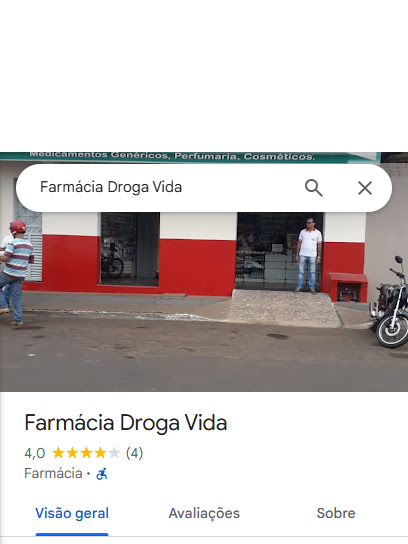 Medicamentos Genéricos, Perfumaria, Cosméticos.
Farmácia Droga Vida
Farmácia Droga Vida
4,0 (4)
Farmácia ·
Visão geral
Avaliações
Sobre